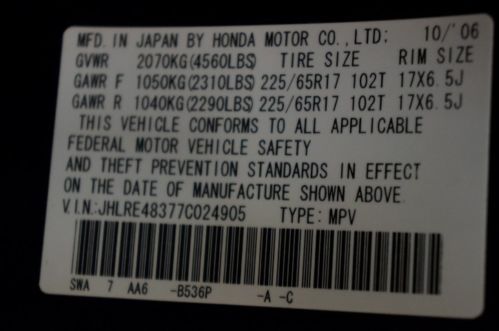 MFD. IN JAPAN BY HONDA MOTOR CO.,LTD: 10/'06
GVWR 2070KG(4560LBS) TIRE SIZE RIM SIZE
GAWR F 1050KG(2310LBS) 225/65R17 102T 17X6.5J
GAWR R 1040KG(2290LBS) 225/65R17 102T 17X6.5J
THIS VEHICLE CONFORMS TO ALL APPLICABLE
FEDERAL MOTOR VEHICLE SAFETY
AND THEFT PREVENTION STANDARDS IN EFFECT
ON THE DATE OF MANUFACTURE SHOWN ABOVE.
V.I.N.:JHLRE48377C024905 TYPE: MPV
SWA 7 AA6 -B536P -A -C